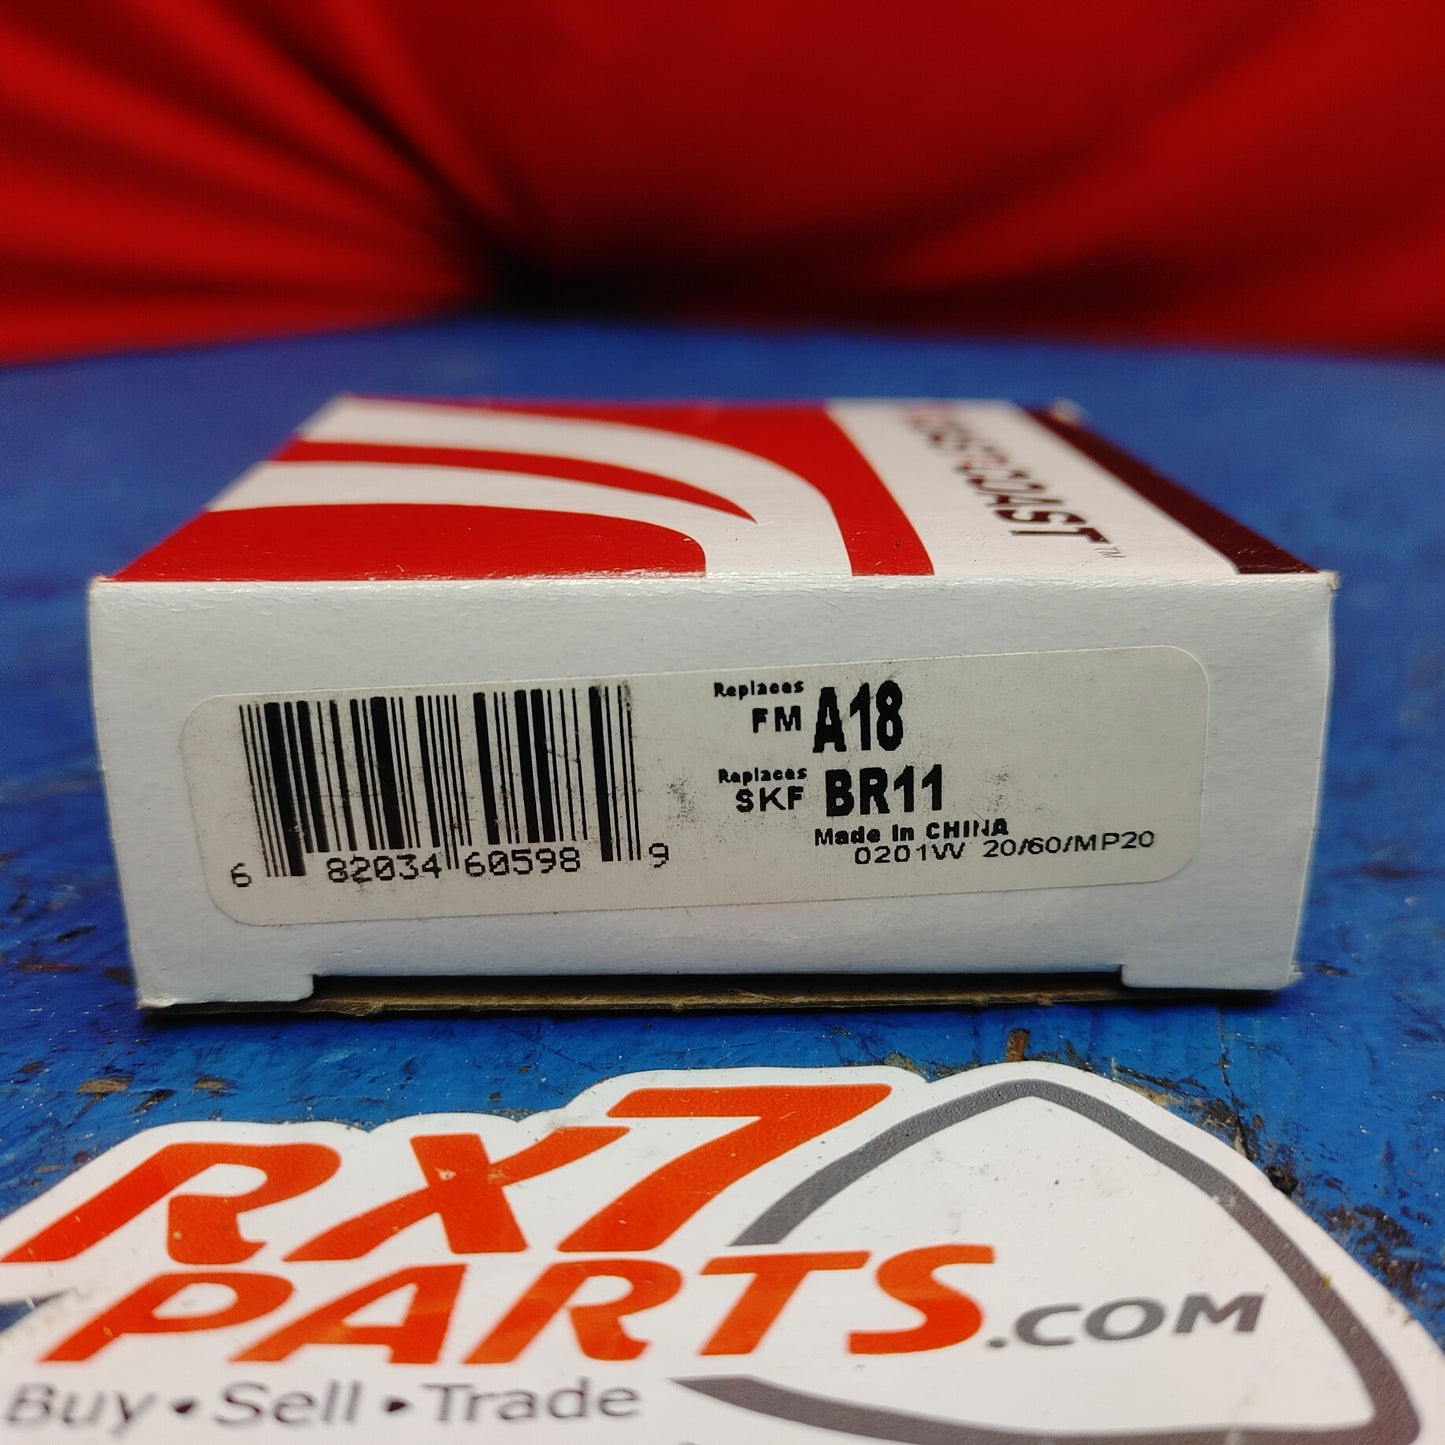 COAST™
Replaces
FM A18
Replaces
SKF BR11
Made In CHINA
0201W 20/60/MP20
6 82034 60598 9
RX7
PARTS.COM
Buy • Sell • Trade